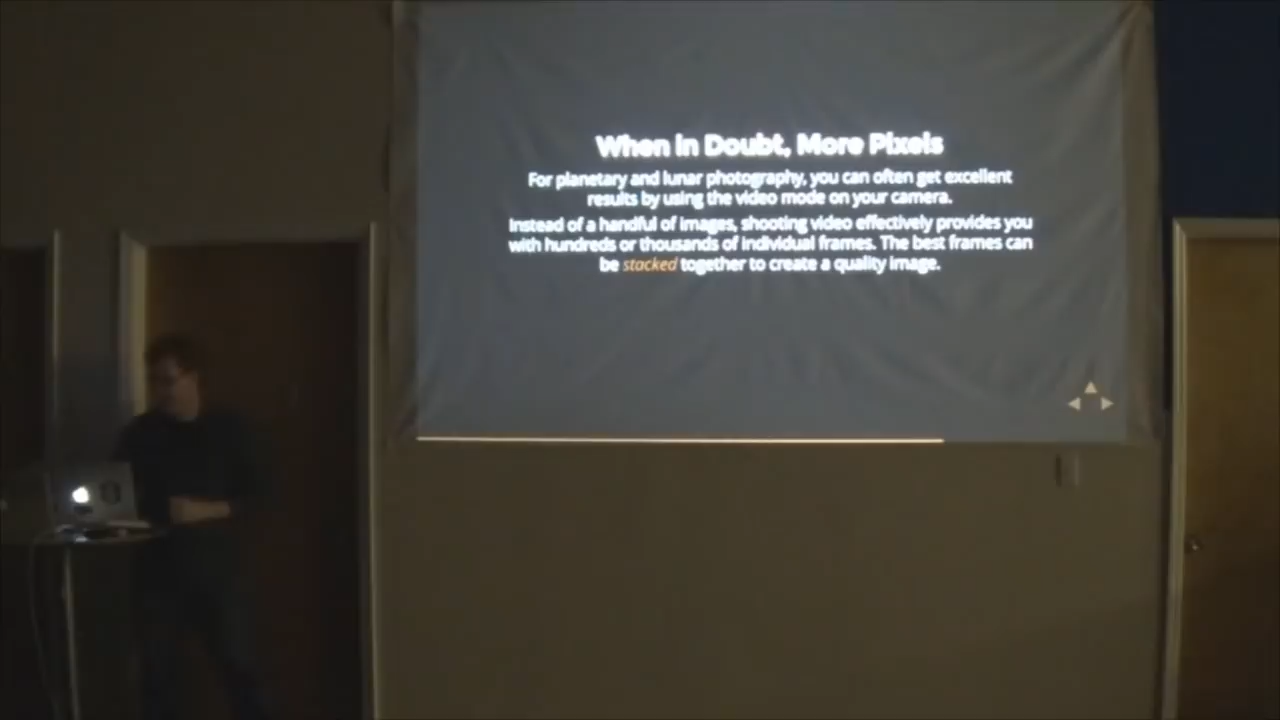 When in Doubt, More Pixels
For planetary and lunar photography, you can often get excellent
results by using the video mode on your camera.
Instead of a handful of images, shooting video effectively provides you
with hundreds or thousands of individual frames. The best frames can
be stacked together to create a quality image.